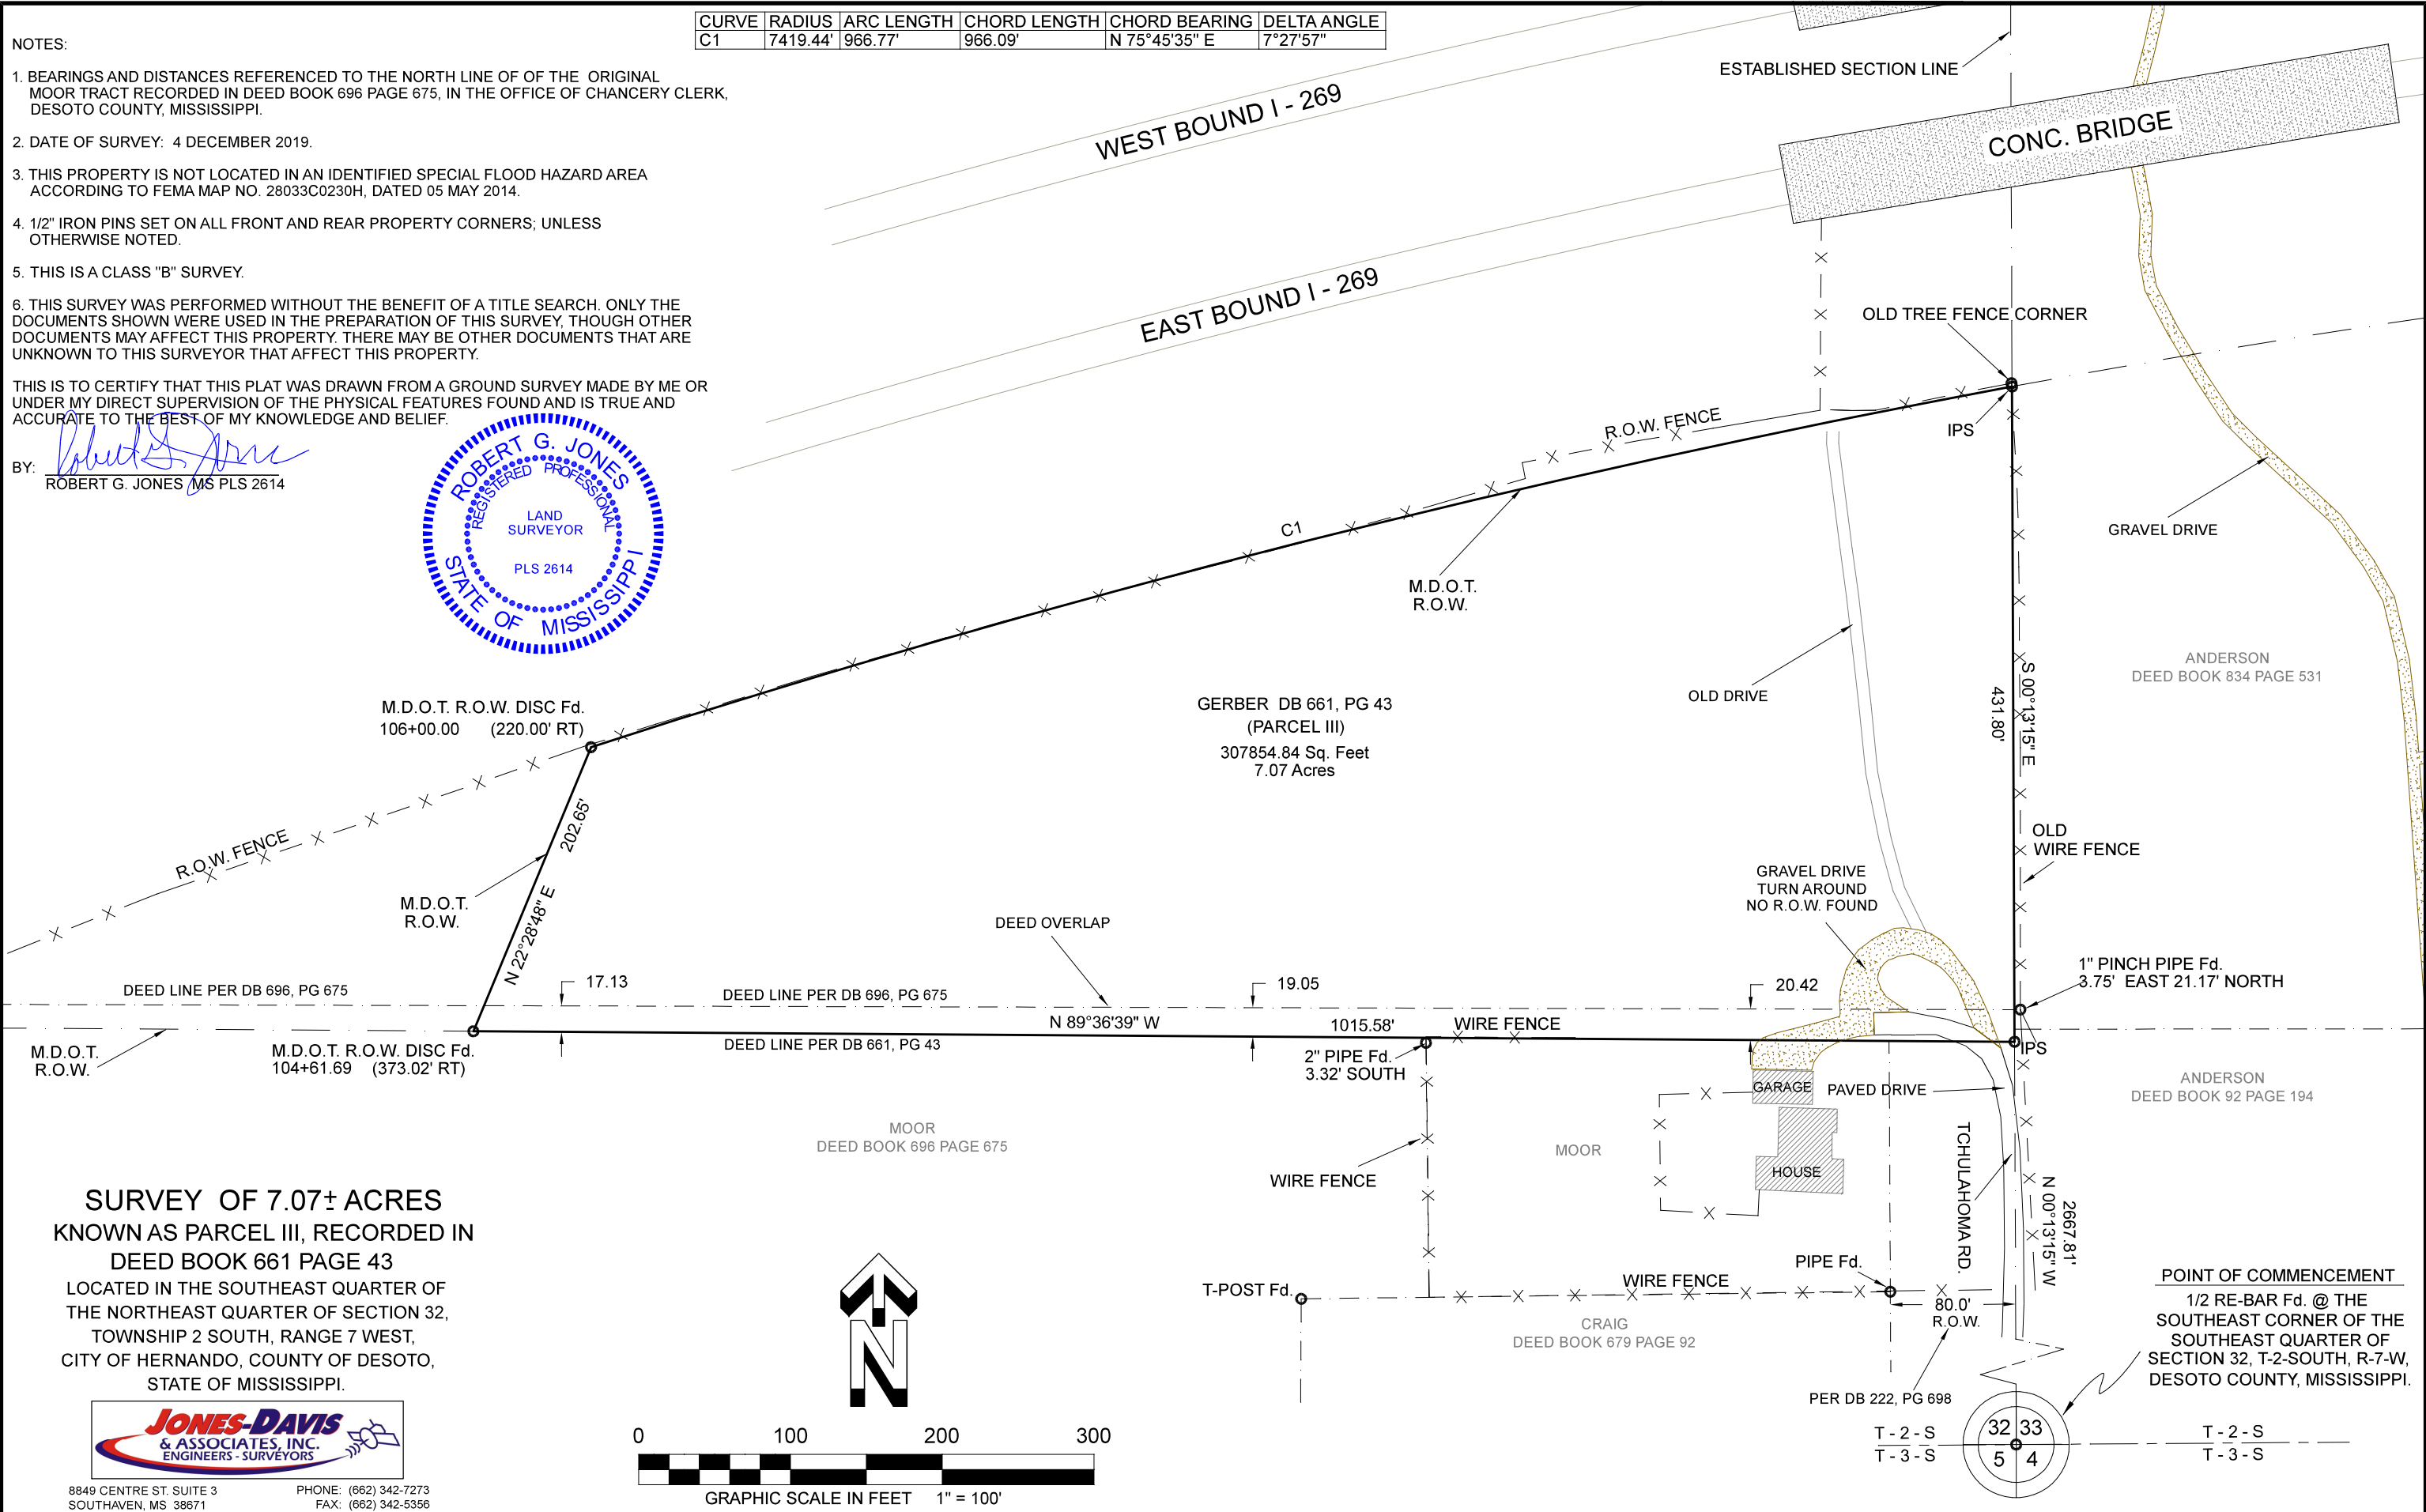 CURVE RADIUS ARC LENGTH CHORD LENGTH CHORD BEARING DELTA ANGLE
C1 7419.44' 966.77' 966.09' N 75°45'35" E 7°27'57"
NOTES:
1. BEARINGS AND DISTANCES REFERENCED TO THE NORTH LINE OF OF THE ORIGINAL
MOOR TRACT RECORDED IN DEED BOOK 696 PAGE 675, IN THE OFFICE OF CHANCERY CLERK,
DESOTO COUNTY, MISSISSIPPI.
2. DATE OF SURVEY: 4 DECEMBER 2019.
3. THIS PROPERTY IS NOT LOCATED IN AN IDENTIFIED SPECIAL FLOOD HAZARD AREA
ACCORDING TO FEMA MAP NO. 28033C0230H, DATED 05 MAY 2014.
4. 1/2" IRON PINS SET ON ALL FRONT AND REAR PROPERTY CORNERS; UNLESS
OTHERWISE NOTED.
5. THIS IS A CLASS "B" SURVEY.
6. THIS SURVEY WAS PERFORMED WITHOUT THE BENEFIT OF A TITLE SEARCH. ONLY THE
DOCUMENTS SHOWN WERE USED IN THE PREPARATION OF THIS SURVEY, THOUGH OTHER
DOCUMENTS MAY AFFECT THIS PROPERTY. THERE MAY BE OTHER DOCUMENTS THAT ARE
UNKNOWN TO THIS SURVEYOR THAT AFFECT THIS PROPERTY.
THIS IS TO CERTIFY THAT THIS PLAT WAS DRAWN FROM A GROUND SURVEY MADE BY ME OR
UNDER MY DIRECT SUPERVISION OF THE PHYSICAL FEATURES FOUND AND IS TRUE AND
ACCURATE TO THE BEST OF MY KNOWLEDGE AND BELIEF.
BY: Robert G. Jones
ROBERT G. JONES MS PLS 2614
ROBERT G. JONES
REGISTERED PROFESSIONAL
LAND
SURVEYOR
PLS 2614
STATE OF MISSISSIPPI
WEST BOUND I - 269
EAST BOUND I - 269
ESTABLISHED SECTION LINE
CONC. BRIDGE
OLD TREE FENCE CORNER
R.O.W. FENCE
IPS
C1
GRAVEL DRIVE
M.D.O.T.
R.O.W.
ANDERSON
DEED BOOK 834 PAGE 531
S 00°13'15" E
431.80'
OLD DRIVE
M.D.O.T. R.O.W. DISC Fd.
106+00.00 (220.00' RT)
GERBER DB 661, PG 43
(PARCEL III)
307854.84 Sq. Feet
7.07 Acres
R.O.W. FENCE
202.65'
N 22°28'48" E
M.D.O.T.
R.O.W.
OLD
WIRE FENCE
GRAVEL DRIVE
TURN AROUND
NO R.O.W. FOUND
DEED OVERLAP
1" PINCH PIPE Fd.
3.75' EAST 21.17' NORTH
17.13
19.05
20.42
DEED LINE PER DB 696, PG 675
DEED LINE PER DB 696, PG 675
N 89°36'39" W
1015.58'
WIRE FENCE
DEED LINE PER DB 661, PG 43
M.D.O.T.
R.O.W.
M.D.O.T. R.O.W. DISC Fd.
104+61.69 (373.02' RT)
2" PIPE Fd.
3.32' SOUTH
IPS
GARAGE
PAVED DRIVE
ANDERSON
DEED BOOK 92 PAGE 194
MOOR
DEED BOOK 696 PAGE 675
MOOR
HOUSE
WIRE FENCE
TCHULAHOMA RD.
N 00°13'15" W
2667.81'
PIPE Fd.
T-POST Fd.
WIRE FENCE
80.0'
R.O.W.
CRAIG
DEED BOOK 679 PAGE 92
PER DB 222, PG 698
POINT OF COMMENCEMENT
1/2 RE-BAR Fd. @ THE
SOUTHEAST CORNER OF THE
SOUTHEAST QUARTER OF
SECTION 32, T-2-SOUTH, R-7-W,
DESOTO COUNTY, MISSISSIPPI.
T - 2 - S
T - 3 - S
32 33
5 4
T - 2 - S
T - 3 - S
SURVEY OF 7.07± ACRES
KNOWN AS PARCEL III, RECORDED IN
DEED BOOK 661 PAGE 43
LOCATED IN THE SOUTHEAST QUARTER OF
THE NORTHEAST QUARTER OF SECTION 32,
TOWNSHIP 2 SOUTH, RANGE 7 WEST,
CITY OF HERNANDO, COUNTY OF DESOTO,
STATE OF MISSISSIPPI.
JONES-DAVIS
& ASSOCIATES, INC.
ENGINEERS - SURVEYORS
8849 CENTRE ST. SUITE 3
SOUTHAVEN, MS 38671
PHONE: (662) 342-7273
FAX: (662) 342-5356
N
0 100 200 300
GRAPHIC SCALE IN FEET 1" = 100'